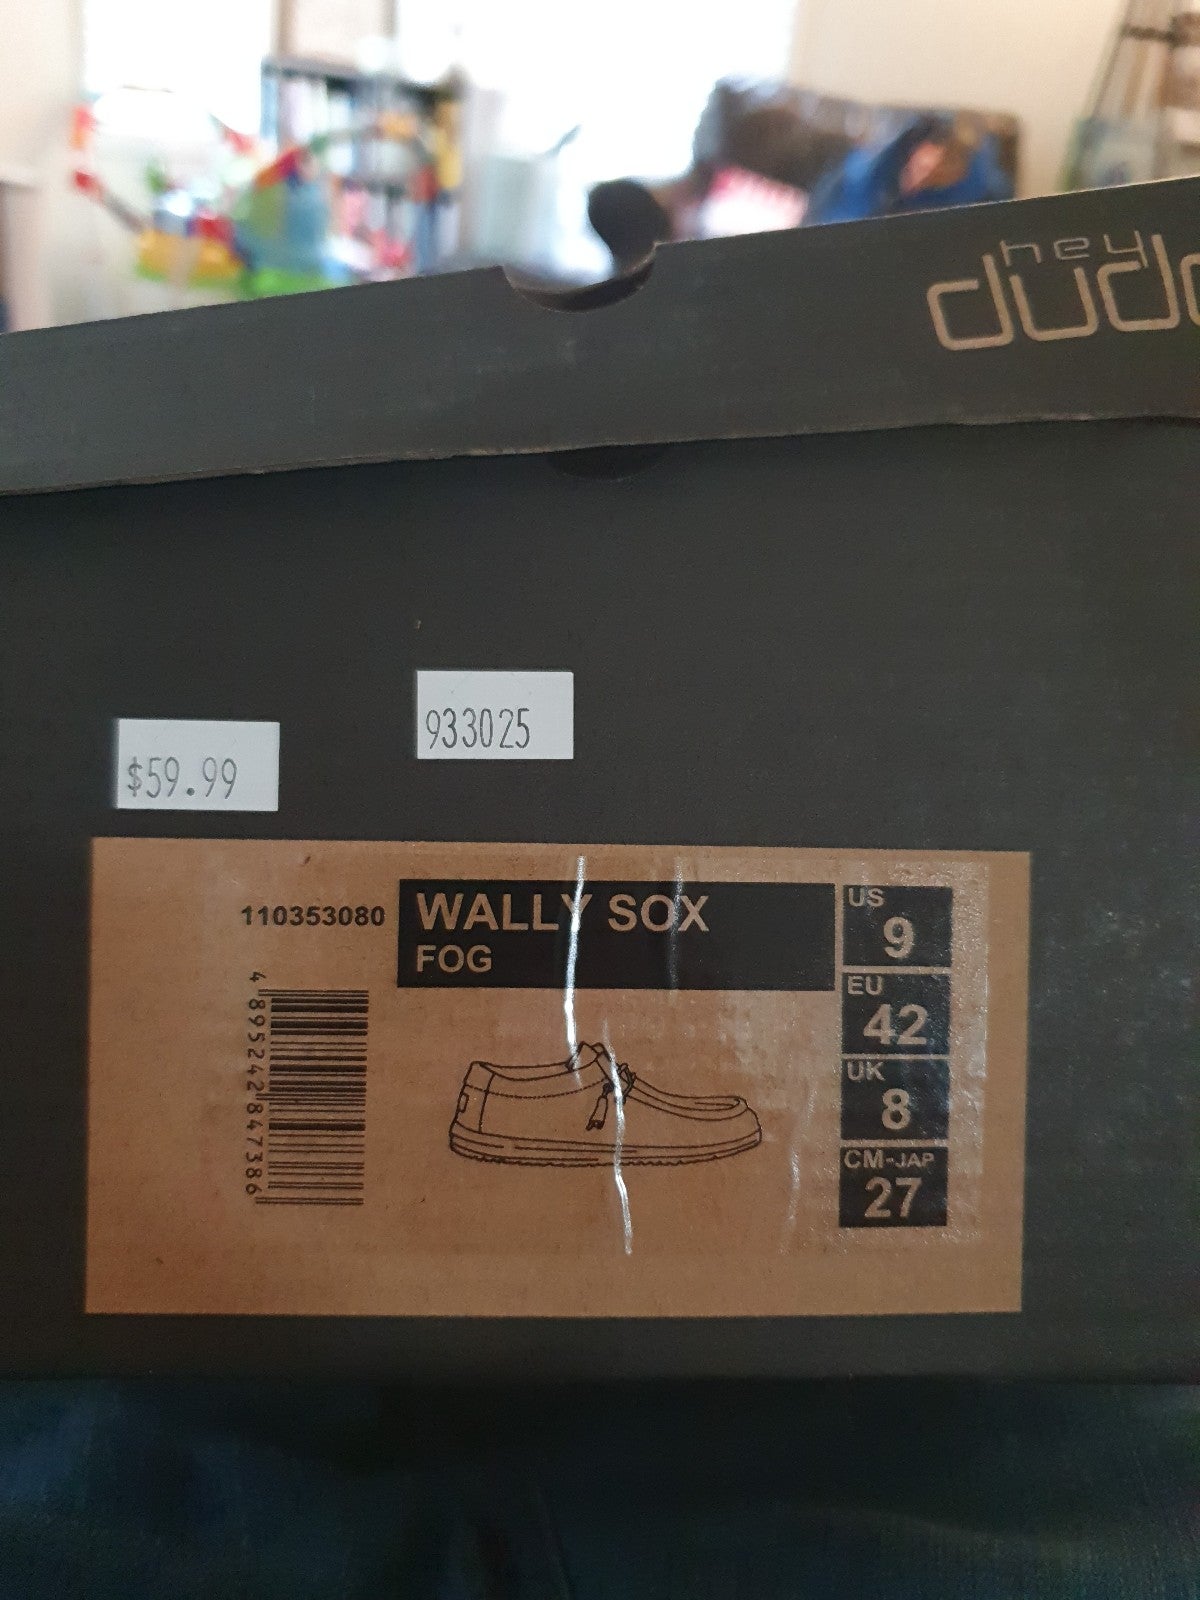 hey
dude
933025
$59.99
110353080
WALLY SOX
FOG
US
9
EU
42
UK
8
CM-JAP
27
4 895242 847386